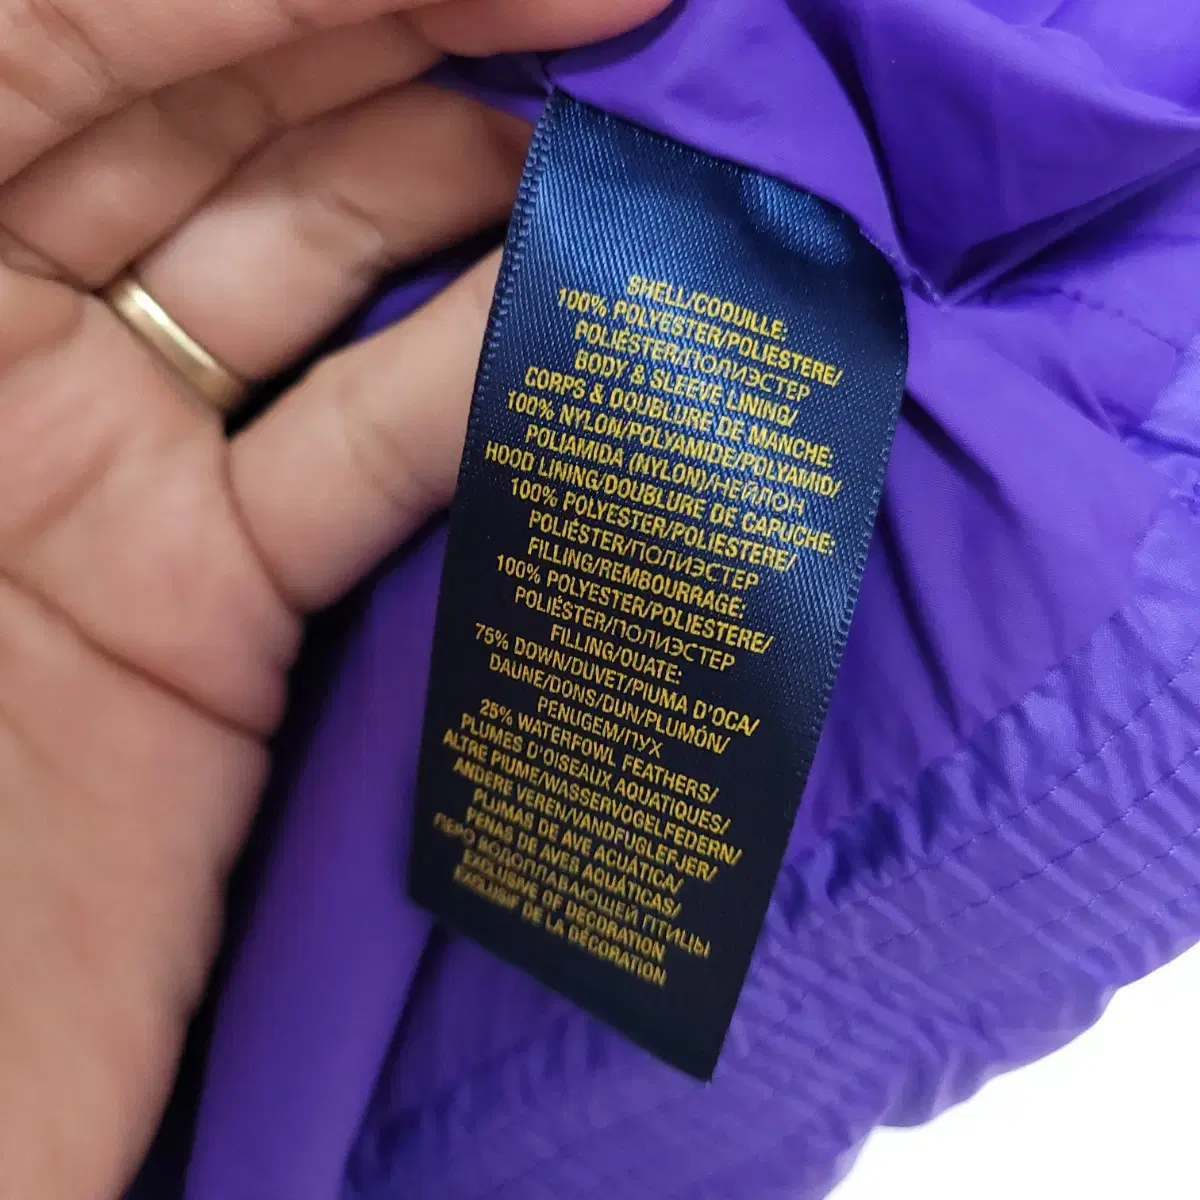 SHELL/COQUILLE:
100% POLYESTER/POLIESTERE/
POLIÉSTER/ПОЛИЭСТЕР
BODY & SLEEVE LINING/
CORPS & DOUBLURE DE MANCHE:
100% NYLON/POLYAMIDE/POLYAMID/
POLIAMIDA (NYLON)/НЕЙЛОН
HOOD LINING/DOUBLURE DE CAPUCHE:
100% POLYESTER/POLIESTERE/
POLIÉSTER/ПОЛИЭСТЕР
FILLING/REMBOURRAGE:
100% POLYESTER/POLIESTERE/
POLIÉSTER/ПОЛИЭСТЕР
FILLING/OUATE:
75% DOWN/DUVET/PIUMA D'OCA/
DAUNE/DONS/DUN/PLUMÓN/
PENUGEM/ПУХ
25% WATERFOWL FEATHERS/
PLUMES D'OISEAUX AQUATIQUES/
ALTRE PIUME/WASSERVOGELFEDERN/
ANDERE VEREN/VANDFUGLEFJER/
PLUMAS DE AVE ACUÁTICA/
PENAS DE AVES AQUÁTICAS/
ПЕРО ВОДОПЛАВАЮЩЕЙ ПТИЦЫ
EXCLUSIVE OF DECORATION
EXCLUSIF DE LA DÉCORATION